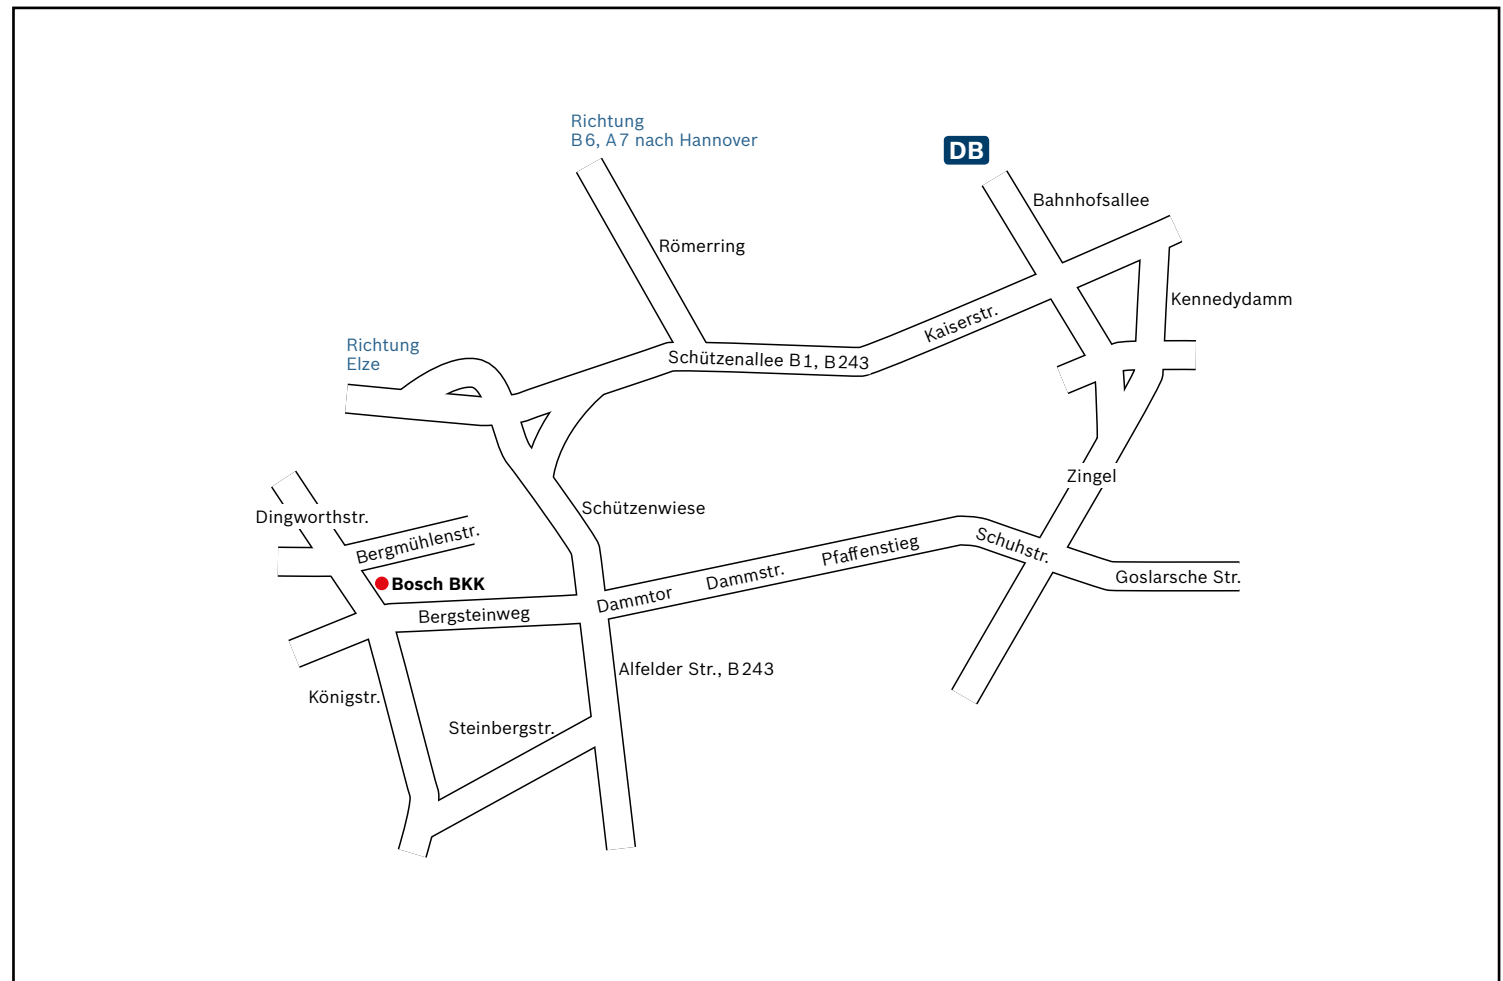 Richtung
B6, A7 nach Hannover
DB
Bahnhofsallee
Römerring
Kennedydamm
Kaiserstr.
Richtung
Elze
Schützenallee B1, B243
Zingel
Schützenwiese
Dingworthstr.
Bergmühlenstr.
Pfaffenstieg
Schuhstr.
Dammstr.
Goslarsche Str.
Bosch BKK
Dammtor
Bergsteinweg
Alfelder Str., B243
Königstr.
Steinbergstr.